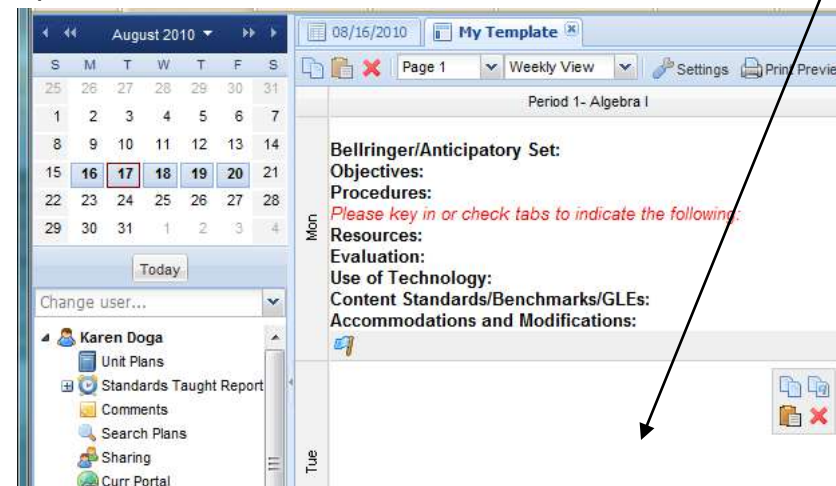 August 2010
S M T W T F S
25 26 27 28 29 30 31
1 2 3 4 5 6 7
8 9 10 11 12 13 14
15 16 17 18 19 20 21
22 23 24 25 26 27 28
29 30 31 1 2 3 4
Today
Change user...
Karen Doga
Unit Plans
Standards Taught Report
Comments
Search Plans
Sharing
Curr Portal
08/16/2010 My Template
Page 1 Weekly View Settings Print Previe
Period 1- Algebra I
Mon
Bellringer/Anticipatory Set:
Objectives:
Procedures:
Please key in or check tabs to indicate the following:
Resources:
Evaluation:
Use of Technology:
Content Standards/Benchmarks/GLEs:
Accommodations and Modifications:
Tue